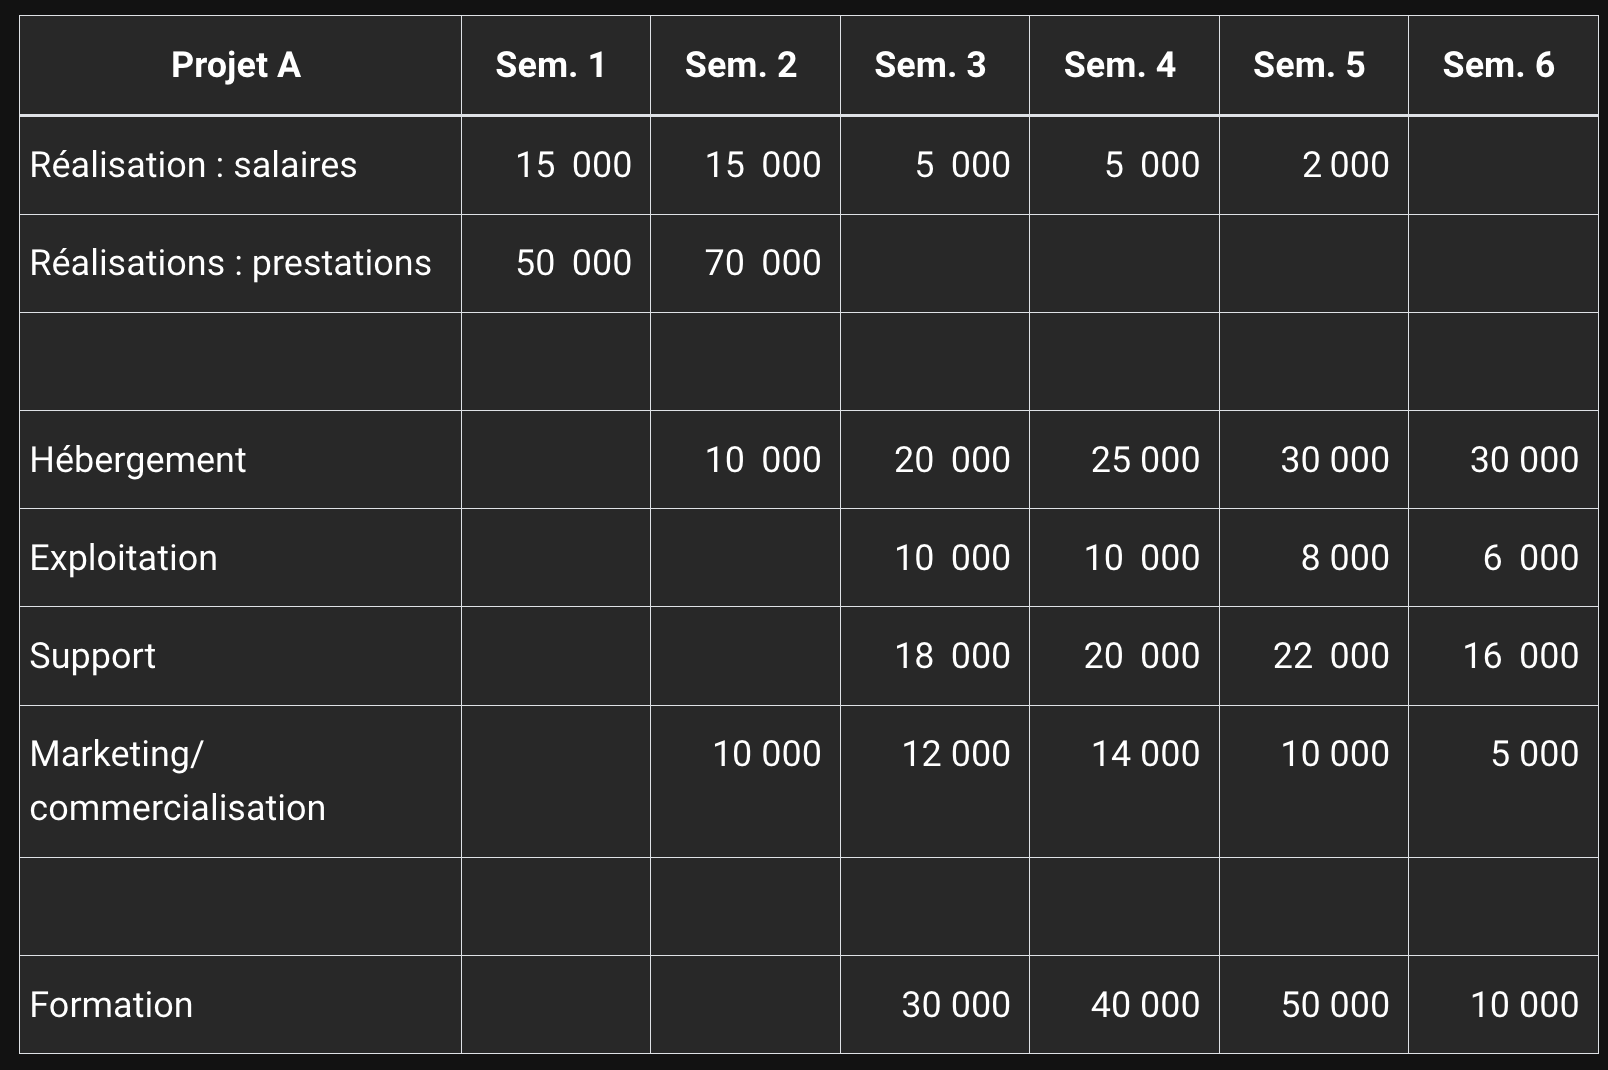 Projet A Sem. 1 Sem. 2 Sem. 3 Sem. 4 Sem. 5 Sem. 6
Réalisation : salaires 15 000 15 000 5 000 5 000 2 000
Réalisations : prestations 50 000 70 000
Hébergement 10 000 20 000 25 000 30 000 30 000
Exploitation 10 000 10 000 8 000 6 000
Support 18 000 20 000 22 000 16 000
Marketing/ 10 000 12 000 14 000 10 000 5 000
commercialisation
Formation 30 000 40 000 50 000 10 000